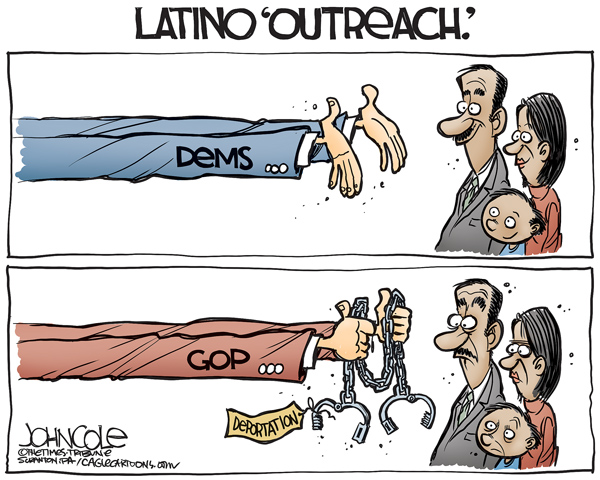 LATINO 'OUTREACH.'
DEMS ...
GOP ...
DEPORTATION
JOHN COLE
©THE TIMES-TRIBUNE
SCRANTON, PA / CAGLECARTOONS.COM